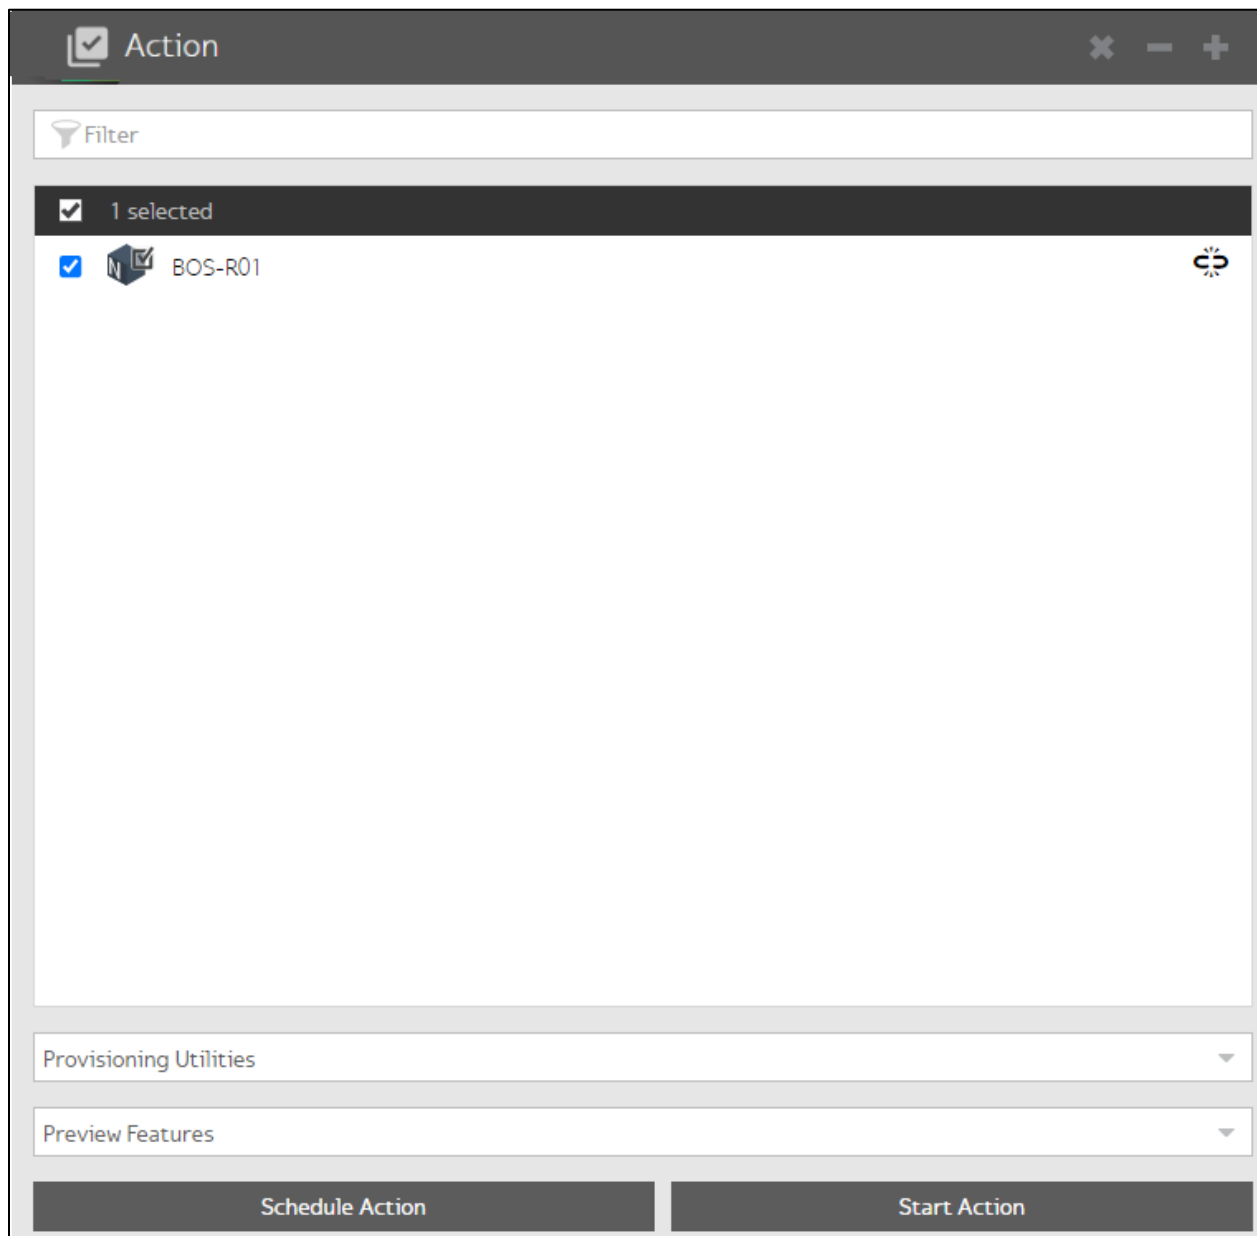 Action
Filter
1 selected
N BOS-R01
Provisioning Utilities
Preview Features
Schedule Action
Start Action